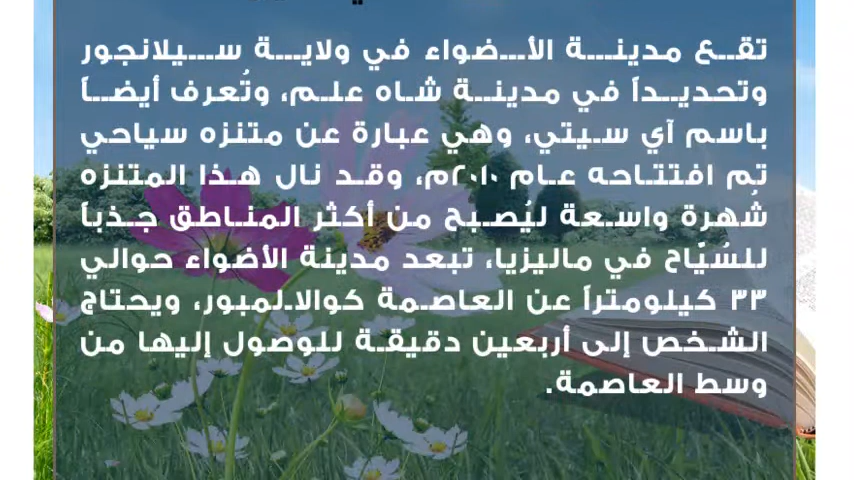 تقع مدينة الأضواء في ولاية سيلانجور
وتحديداً في مدينة شاه علم، وتُعرف أيضاً
باسم آي سيتي، وهي عبارة عن متنزه سياحي
تم افتتاحه عام ٢٠١٠م، وقد نال هذا المتنزه
شُهرة واسعة ليُصبح من أكثر المناطق جذباً
للسُيّاح في ماليزيا، تبعد مدينة الأضواء حوالي
٣٣ كيلومتراً عن العاصمة كوالالمبور، ويحتاج
الشخص إلى أربعين دقيقة للوصول إليها من
وسط العاصمة.